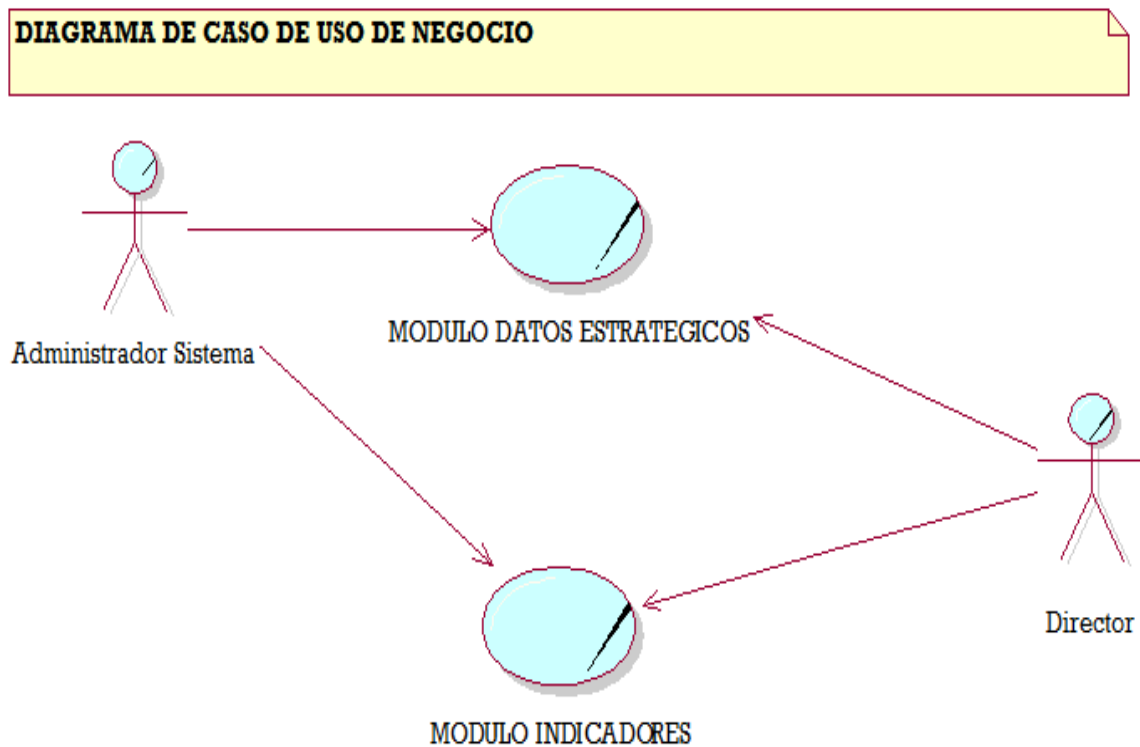 DIAGRAMA DE CASO DE USO DE NEGOCIO
MODULO DATOS ESTRATEGICOS
Administrador Sistema
Director
MODULO INDICADORES